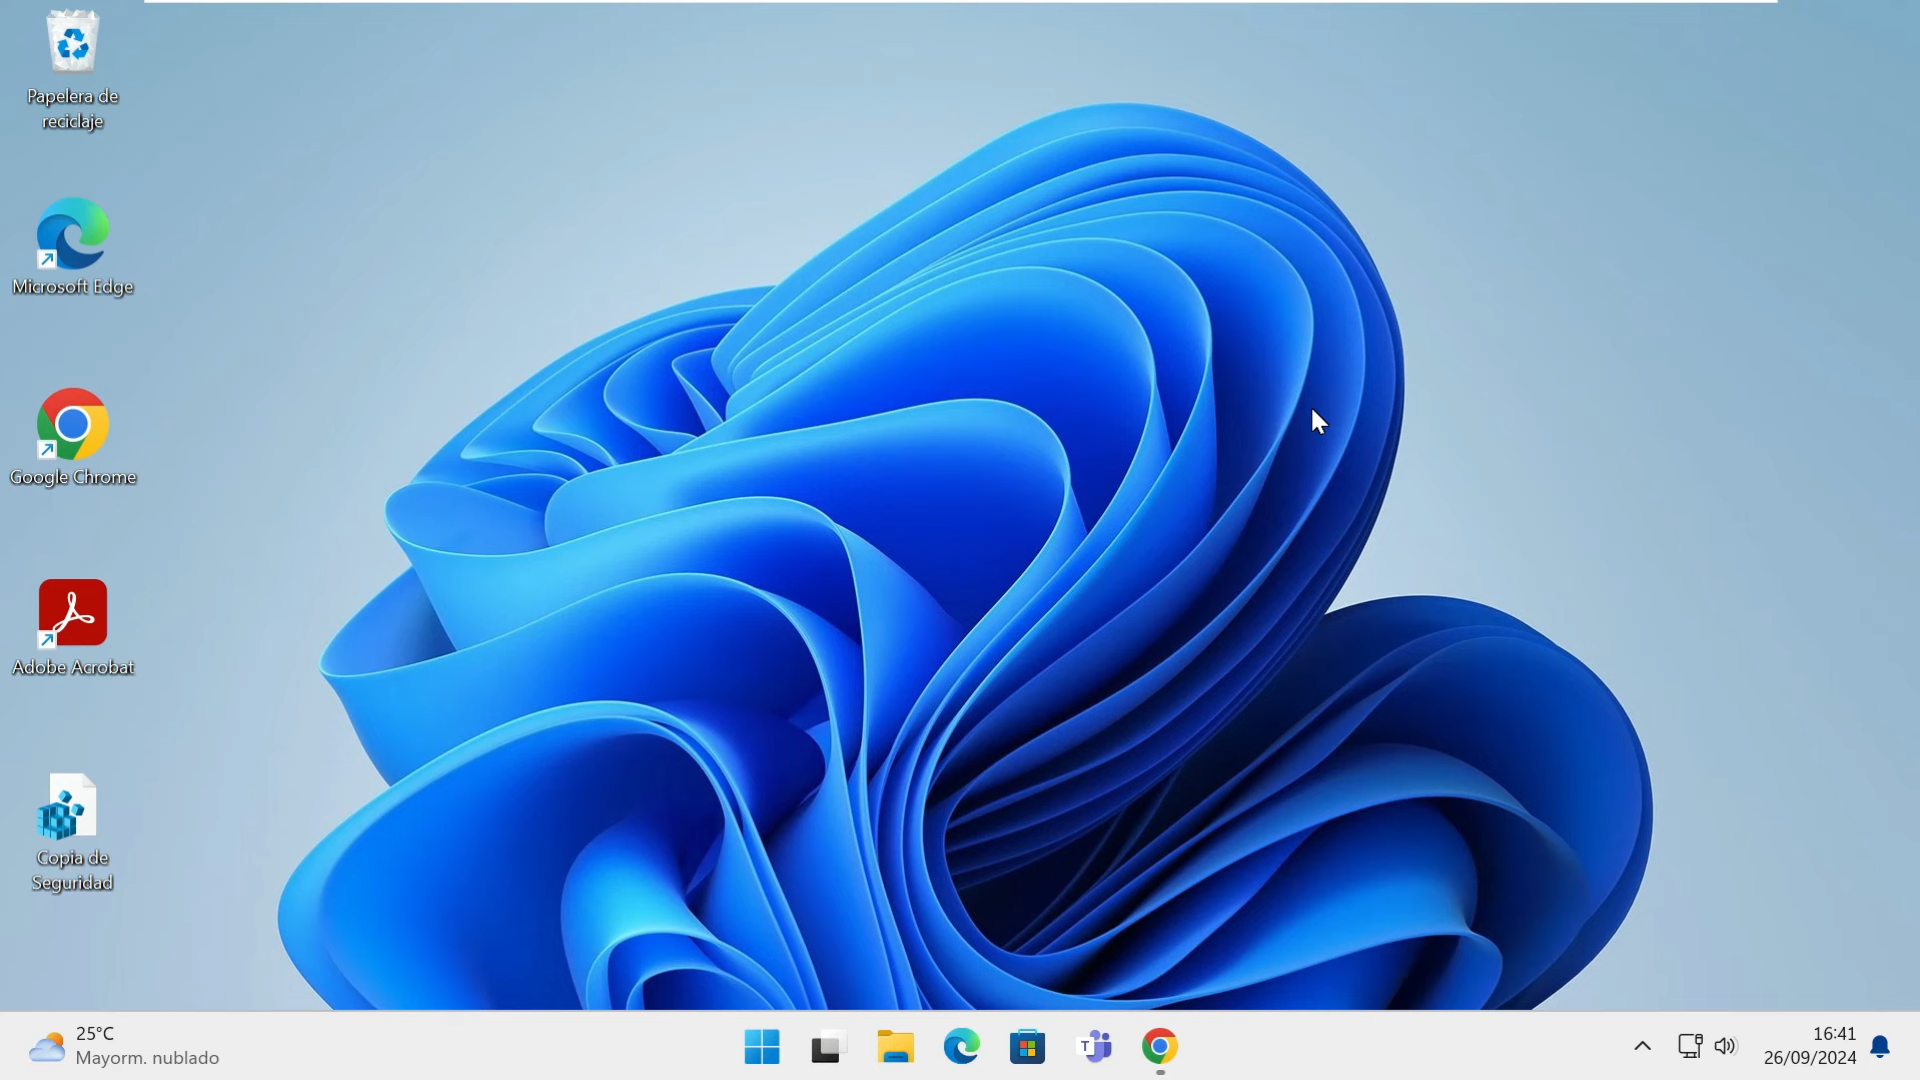 Papelera de
reciclaje
Microsoft Edge
Google Chrome
Adobe Acrobat
Copia de
Seguridad
25°C
Mayorm. nublado
T
16:41
26/09/2024